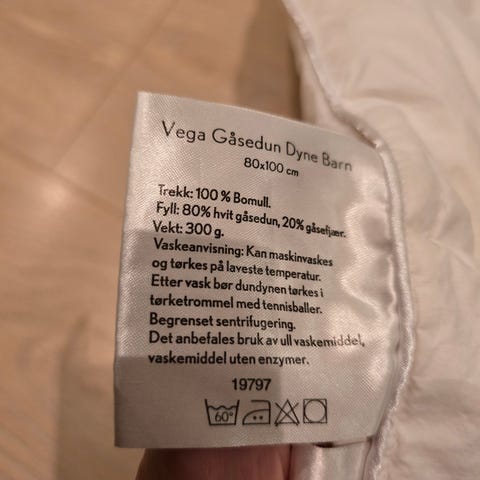 Vega Gåsedun Dyne Barn
80x100 cm
Trekk: 100 % Bomull.
Fyll: 80% hvit gåsedun, 20% gåsefjær.
Vekt: 300 g.
Vaskeanvisning: Kan maskinvaskes
og tørkes på laveste temperatur.
Etter vask bør dundynen tørkes i
tørketrommel med tennisballer.
Begrenset sentrifugering.
Det anbefales bruk av ull vaskemiddel,
vaskemiddel uten enzymer.
19797
60°